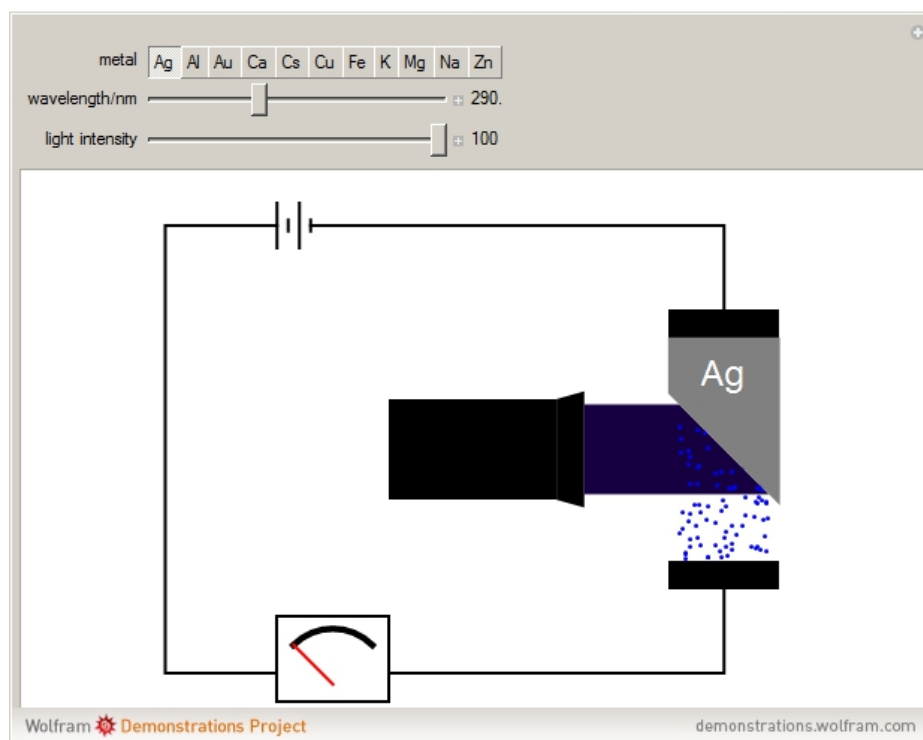 metal Ag Al Au Ca Cs Cu Fe K Mg Na Zn
wavelength/nm 290.
light intensity 100
Ag
Wolfram Demonstrations Project demonstrations.wolfram.com